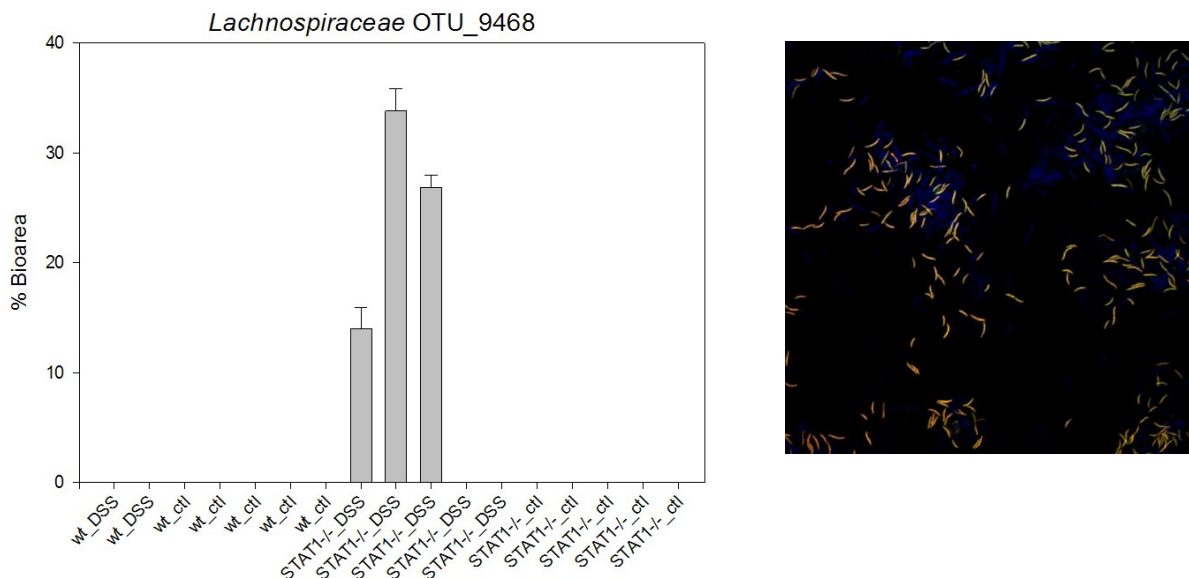 Lachnospiraceae OTU_9468
40
30
20
10
0
% Bioarea
wt_DSS
wt_DSS
wt_ctl
wt_ctl
wt_ctl
wt_ctl
wt_ctl
STAT1-/-_DSS
STAT1-/-_DSS
STAT1-/-_DSS
STAT1-/-_DSS
STAT1-/-_DSS
STAT1-/-_ctl
STAT1-/-_ctl
STAT1-/-_ctl
STAT1-/-_ctl
STAT1-/-_ctl